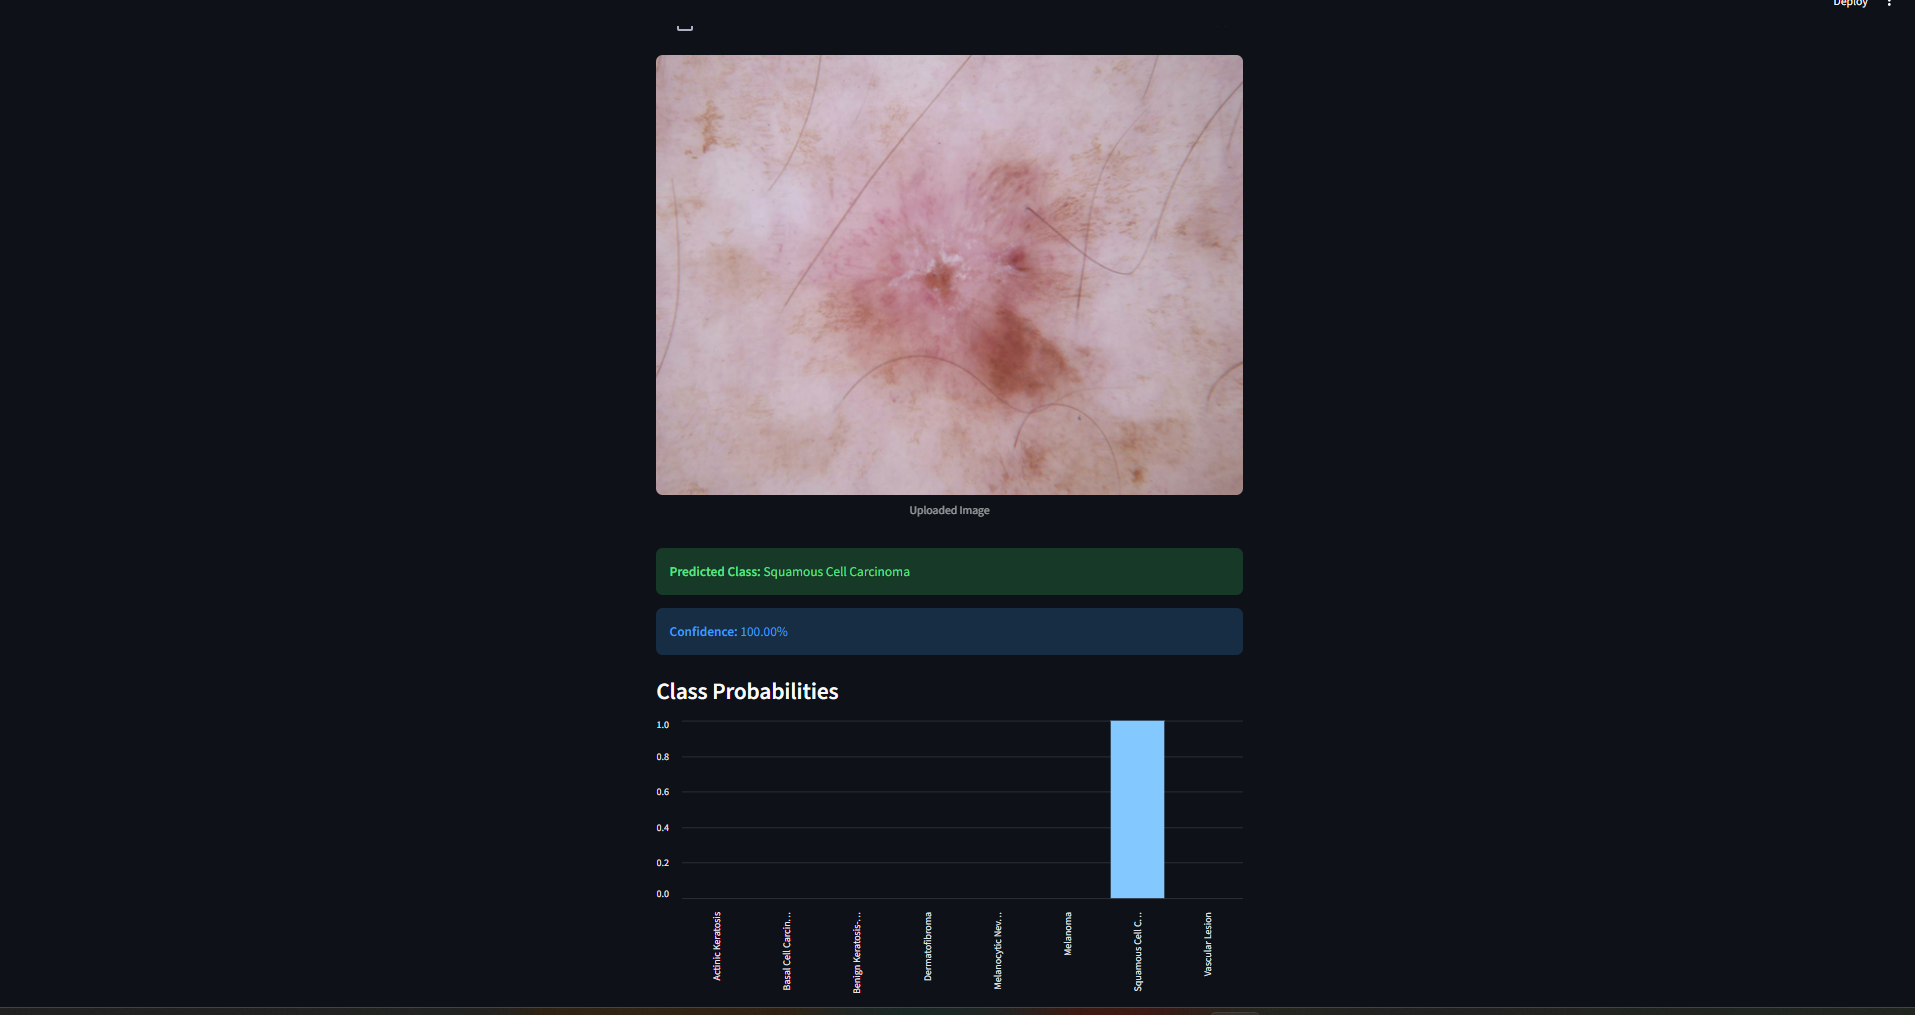 Deploy
Uploaded Image
Predicted Class: Squamous Cell Carcinoma
Confidence: 100.00%
Class Probabilities
1.0
0.8
0.6
0.4
0.2
0.0
Actinic Keratosis
Basal Cell Carcin...
Benign Keratosis-...
Dermatofibroma
Melanocytic Nev...
Melanoma
Squamous Cell C...
Vascular Lesion